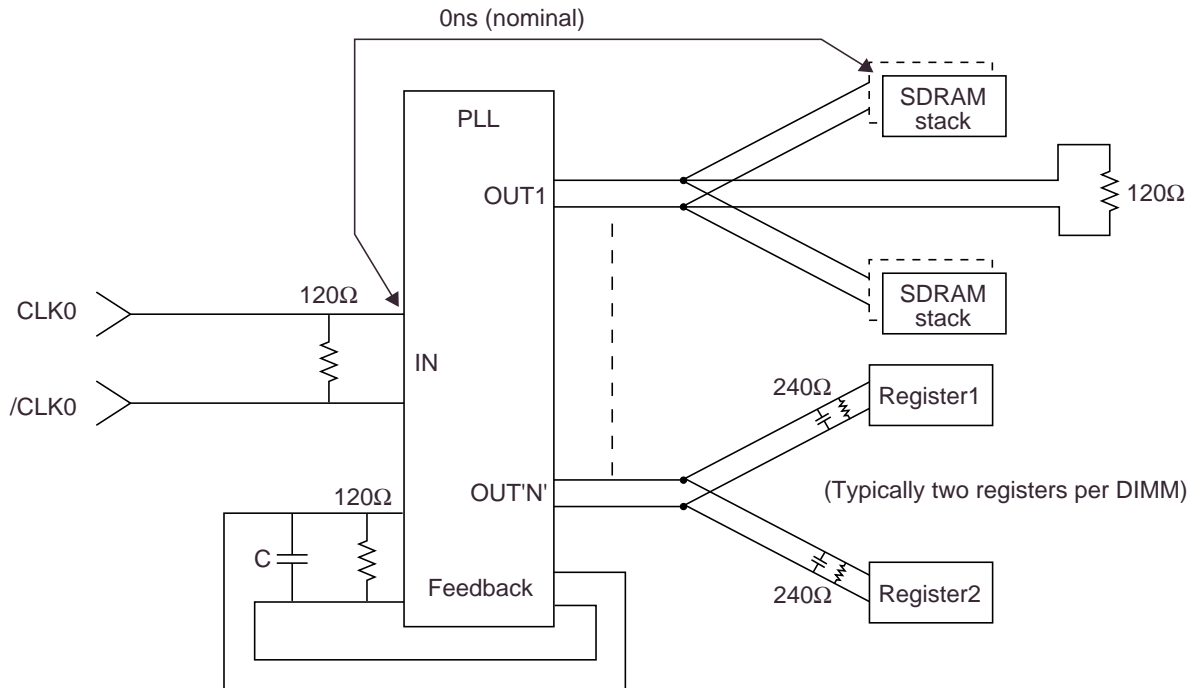 0ns (nominal)
PLL
SDRAM
stack
OUT1
120Ω
SDRAM
stack
120Ω
CLK0
IN
/CLK0
240Ω
Register1
120Ω
OUT'N'
(Typically two registers per DIMM)
C
Feedback
240Ω
Register2